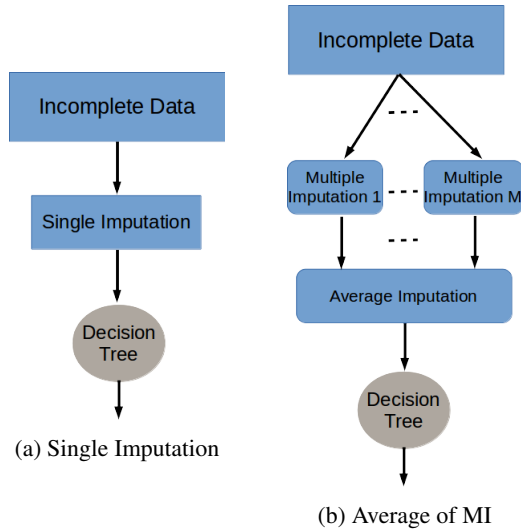 Incomplete Data
Single Imputation
Decision
Tree
(a) Single Imputation
Incomplete Data
Multiple
Imputation 1
Multiple
Imputation M
Average Imputation
Decision
Tree
(b) Average of MI